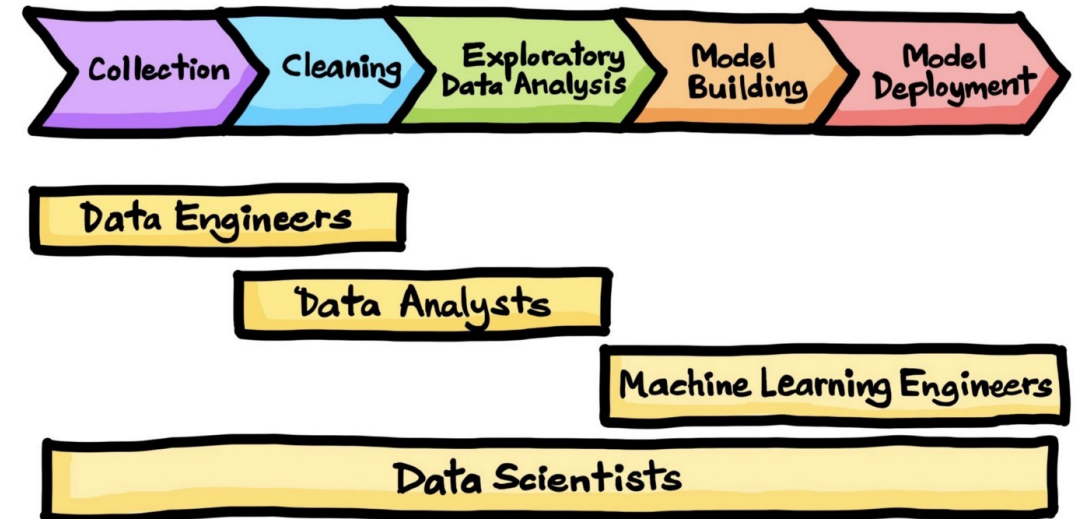 Collection
Cleaning
Exploratory
Data Analysis
Model
Building
Model
Deployment
Data Engineers
Data Analysts
Machine Learning Engineers
Data Scientists